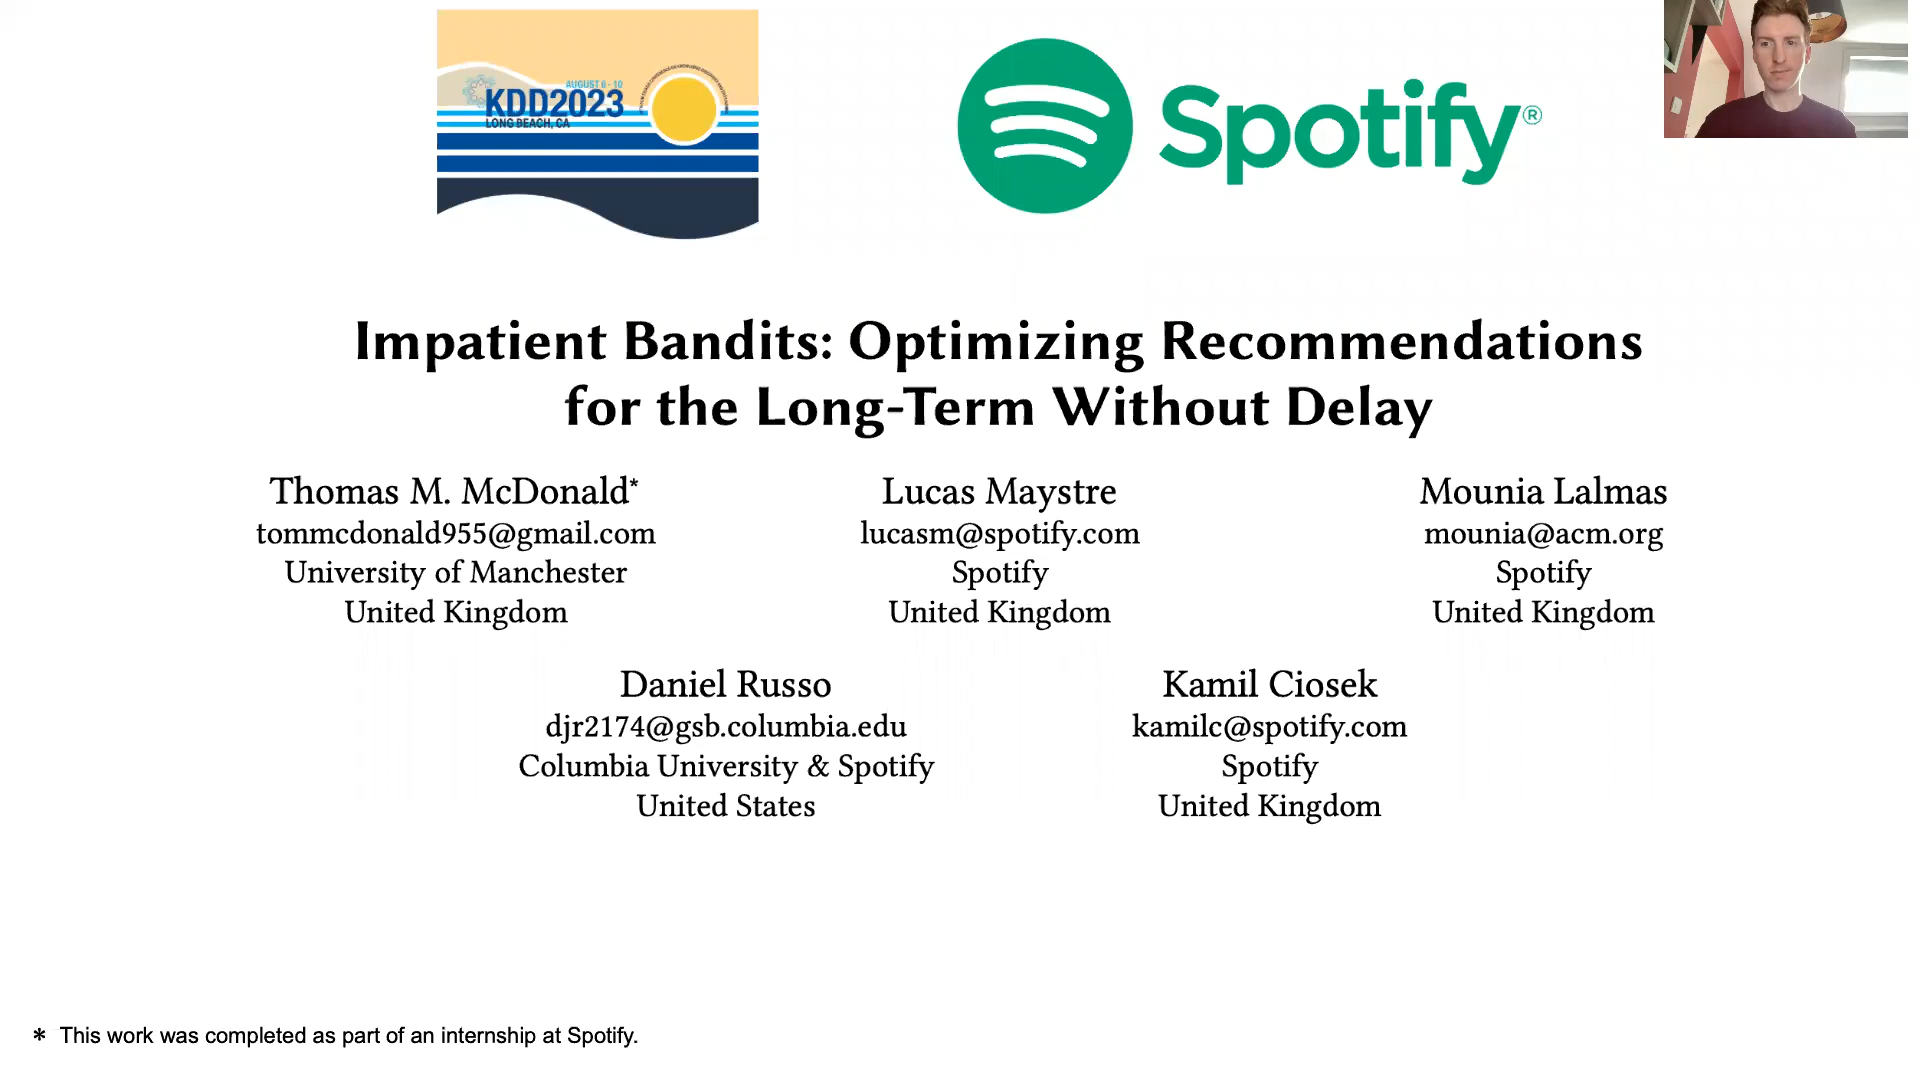 AUGUST 6 - 10
KDD2023
LONG BEACH, CA
Spotify®
Impatient Bandits: Optimizing Recommendations
for the Long-Term Without Delay
Thomas M. McDonald*
tommcdonald955@gmail.com
University of Manchester
United Kingdom
Lucas Maystre
lucasm@spotify.com
Spotify
United Kingdom
Mounia Lalmas
mounia@acm.org
Spotify
United Kingdom
Daniel Russo
djr2174@gsb.columbia.edu
Columbia University & Spotify
United States
Kamil Ciosek
kamilc@spotify.com
Spotify
United Kingdom
* This work was completed as part of an internship at Spotify.